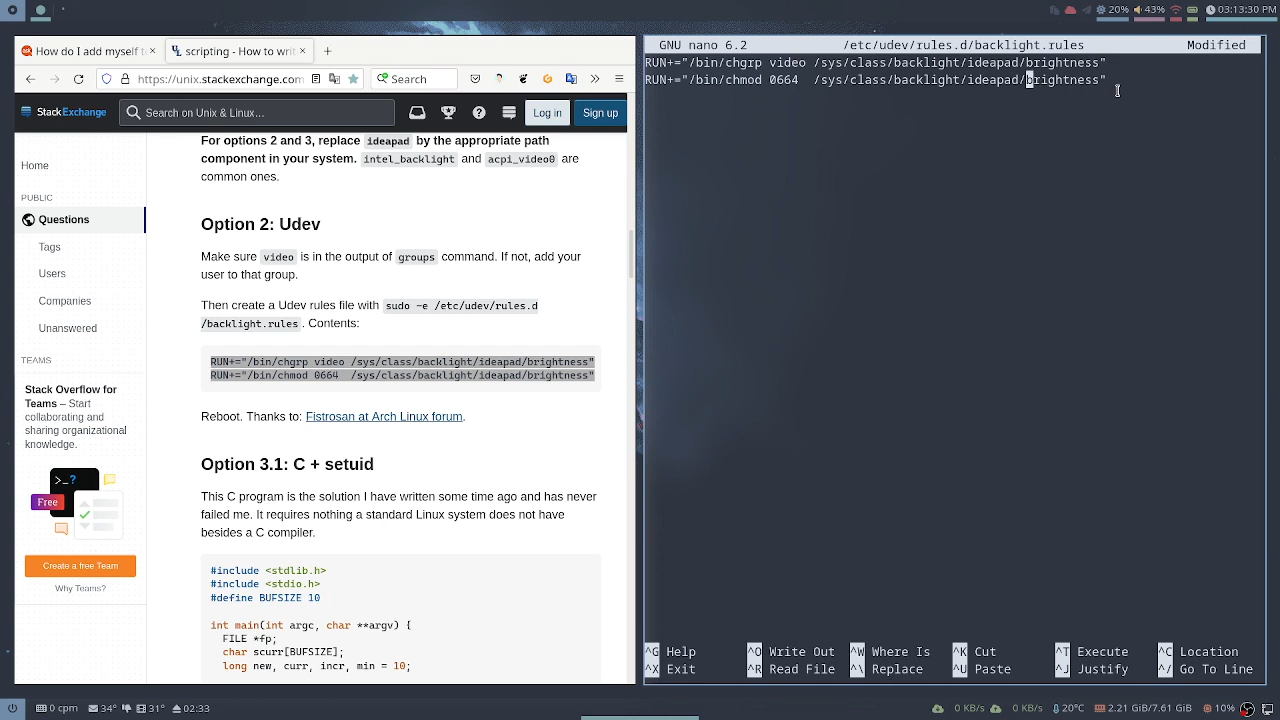 20%
43%
03:13:30 PM
How do I add myself t
scripting - How to writ
https://unix.stackexchange.com
Search
StackExchange
Search on Unix & Linux…
Log in
Sign up
Home
PUBLIC
Questions
Tags
Users
Companies
Unanswered
TEAMS
Stack Overflow for
Teams – Start
collaborating and
sharing organizational
knowledge.
>_?
Free
Create a free Team
Why Teams?
For options 2 and 3, replace ideapad by the appropriate path
component in your system. intel_backlight and acpi_video0 are
common ones.
Option 2: Udev
Make sure video is in the output of groups command. If not, add your
user to that group.
Then create a Udev rules file with sudo -e /etc/udev/rules.d
/backlight.rules. Contents:
RUN+="/bin/chgrp video /sys/class/backlight/ideapad/brightness"
RUN+="/bin/chmod 0664  /sys/class/backlight/ideapad/brightness"
Reboot. Thanks to: Fistrosan at Arch Linux forum.
Option 3.1: C + setuid
This C program is the solution I have written some time ago and has never
failed me. It requires nothing a standard Linux system does not have
besides a C compiler.
#include <stdlib.h>
#include <stdio.h>
#define BUFSIZE 10
int main(int argc, char **argv) {
FILE *fp;
char scurr[BUFSIZE];
long new, curr, incr, min = 10;
GNU nano 6.2 /etc/udev/rules.d/backlight.rules Modified
RUN+="/bin/chgrp video /sys/class/backlight/ideapad/brightness"
RUN+="/bin/chmod 0664  /sys/class/backlight/ideapad/brightness"
^G Help ^O Write Out ^W Where Is ^K Cut ^T Execute ^C Location
^X Exit ^R Read File ^\ Replace ^U Paste ^J Justify ^/ Go To Line
0 cpm
34°
31°
02:33
0 KB/s
0 KB/s
20°C
2.21 GiB/7.61 GiB
10%